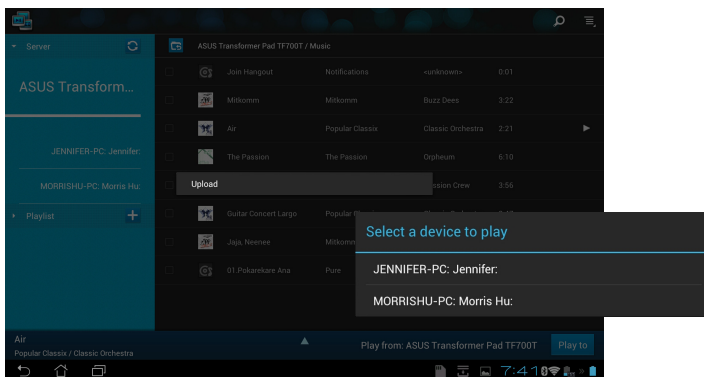 Server
ASUS Transformer Pad TF700T / Music
ASUS Transform...
JENNIFER-PC: Jennifer:
MORRISHU-PC: Morris Hu:
Playlist
Join Hangout Notifications <unknown> 0:01
Mitkomm Mitkomm Buzz Dees 3:22
Air Popular Classix Classic Orchestra 2:31
The Passion The Passion Orpheum 6:10
Upload
ssion Crew 3:56
Guitar Concert Largo Popular
Jaja, Neenee Mitkomm
01.Pokarekare Ana Pure
Select a device to play
JENNIFER-PC: Jennifer:
MORRISHU-PC: Morris Hu:
Air
Popular Classix / Classic Orchestra
Play from: ASUS Transformer Pad TF700T
Play to
7:41